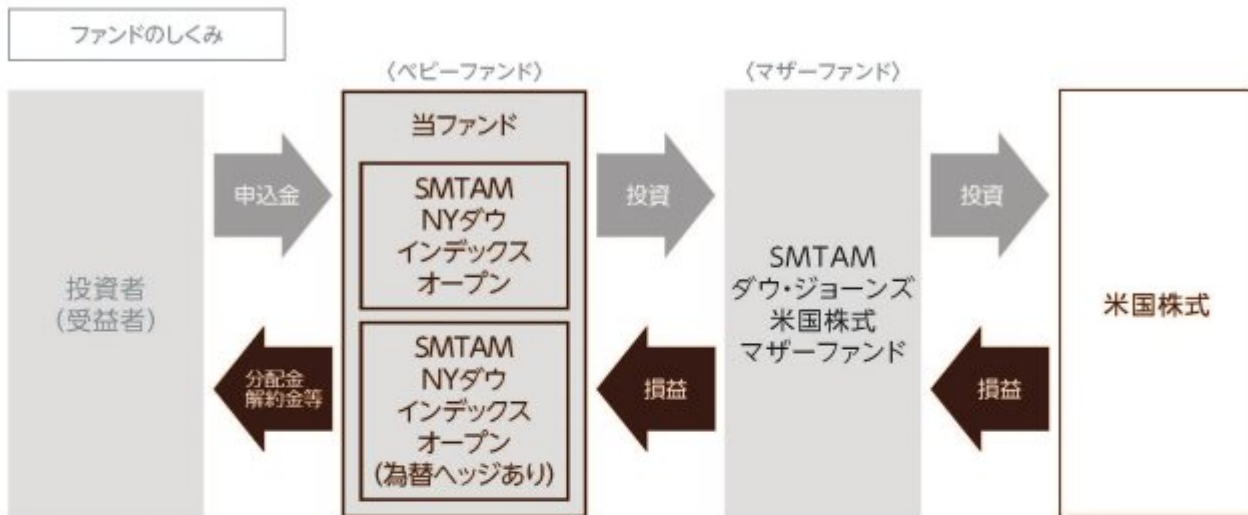 ファンドのしくみ
〈ベビーファンド〉
〈マザーファンド〉
投資者
(受益者)
申込金
分配金
解約金等
当ファンド
SMTAM
NYダウ
インデックス
オープン
SMTAM
NYダウ
インデックス
オープン
(為替ヘッジあり)
投資
損益
SMTAM
ダウ・ジョーンズ
米国株式
マザーファンド
投資
損益
米国株式